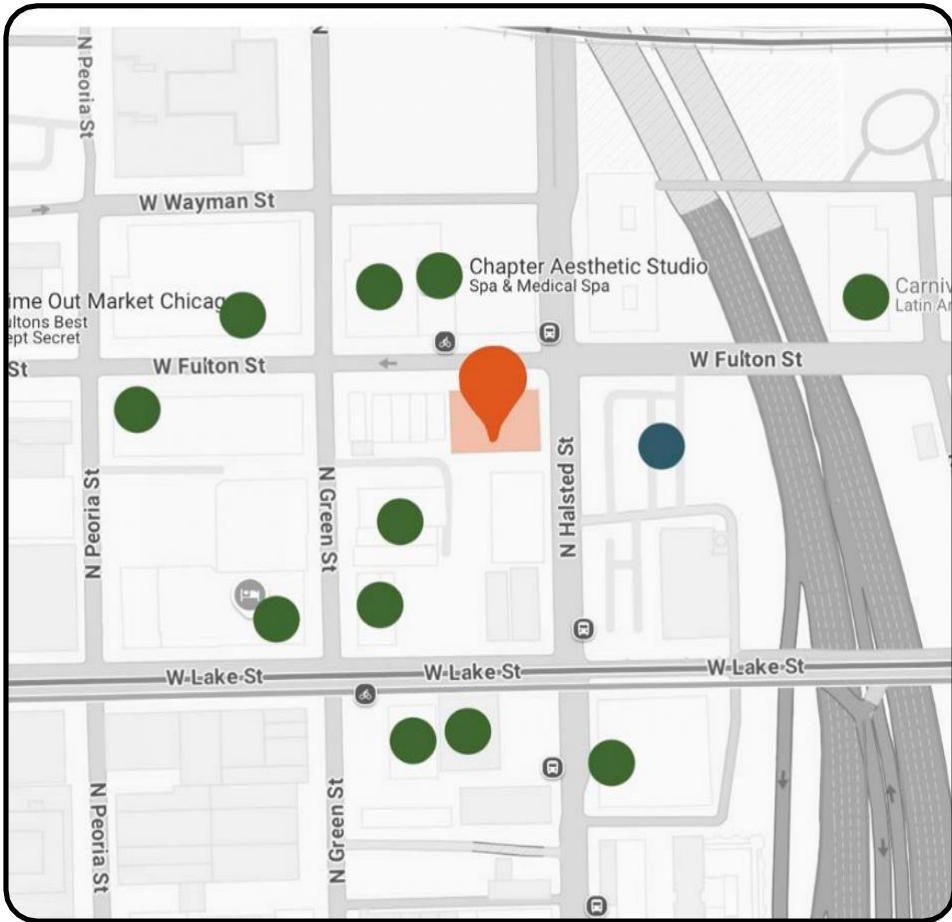 N Peoria St
W Wayman St
Chapter Aesthetic Studio
Spa & Medical Spa
ime Out Market Chicag
ultons Best
ept Secret
Carniv
Latin Ar
St
W Fulton St
W Fulton St
N Peoria St
N Green St
N Halsted St
W Lake St
W Lake St
W Lake St
N Peoria St
N Green St